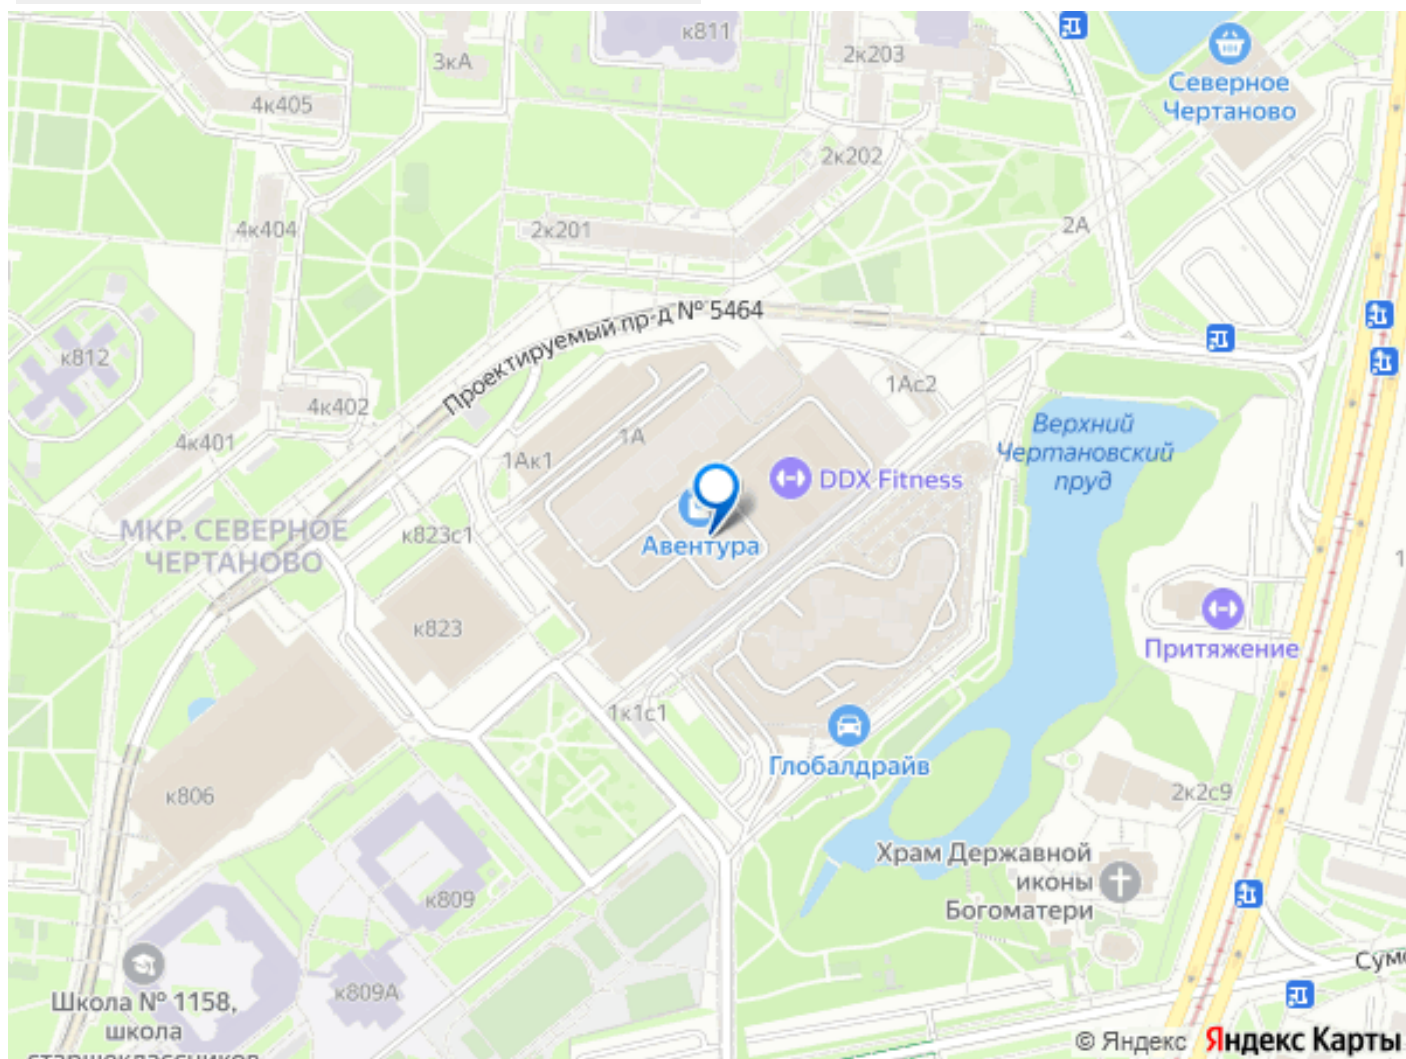 к811
2к203
3кА
Северное
Чертаново
4к405
2к202
4к404
2к201
2А
Проектируемый пр-д № 5464
к812
4к402
1Ас2
4к401
1А
1Ак1
Верхний
Чертановский
пруд
DDX Fitness
МКР. СЕВЕРНОЕ
ЧЕРТАНОВО
к823с1
Авентура
к823
Притяжение
1к1с1
Глобалдрайв
к806
2к2с9
Храм Державной
иконы
Богоматери
к809
Школа № 1158,
школа
старшеклассников
к809А
© Яндекс Яндекс Карты